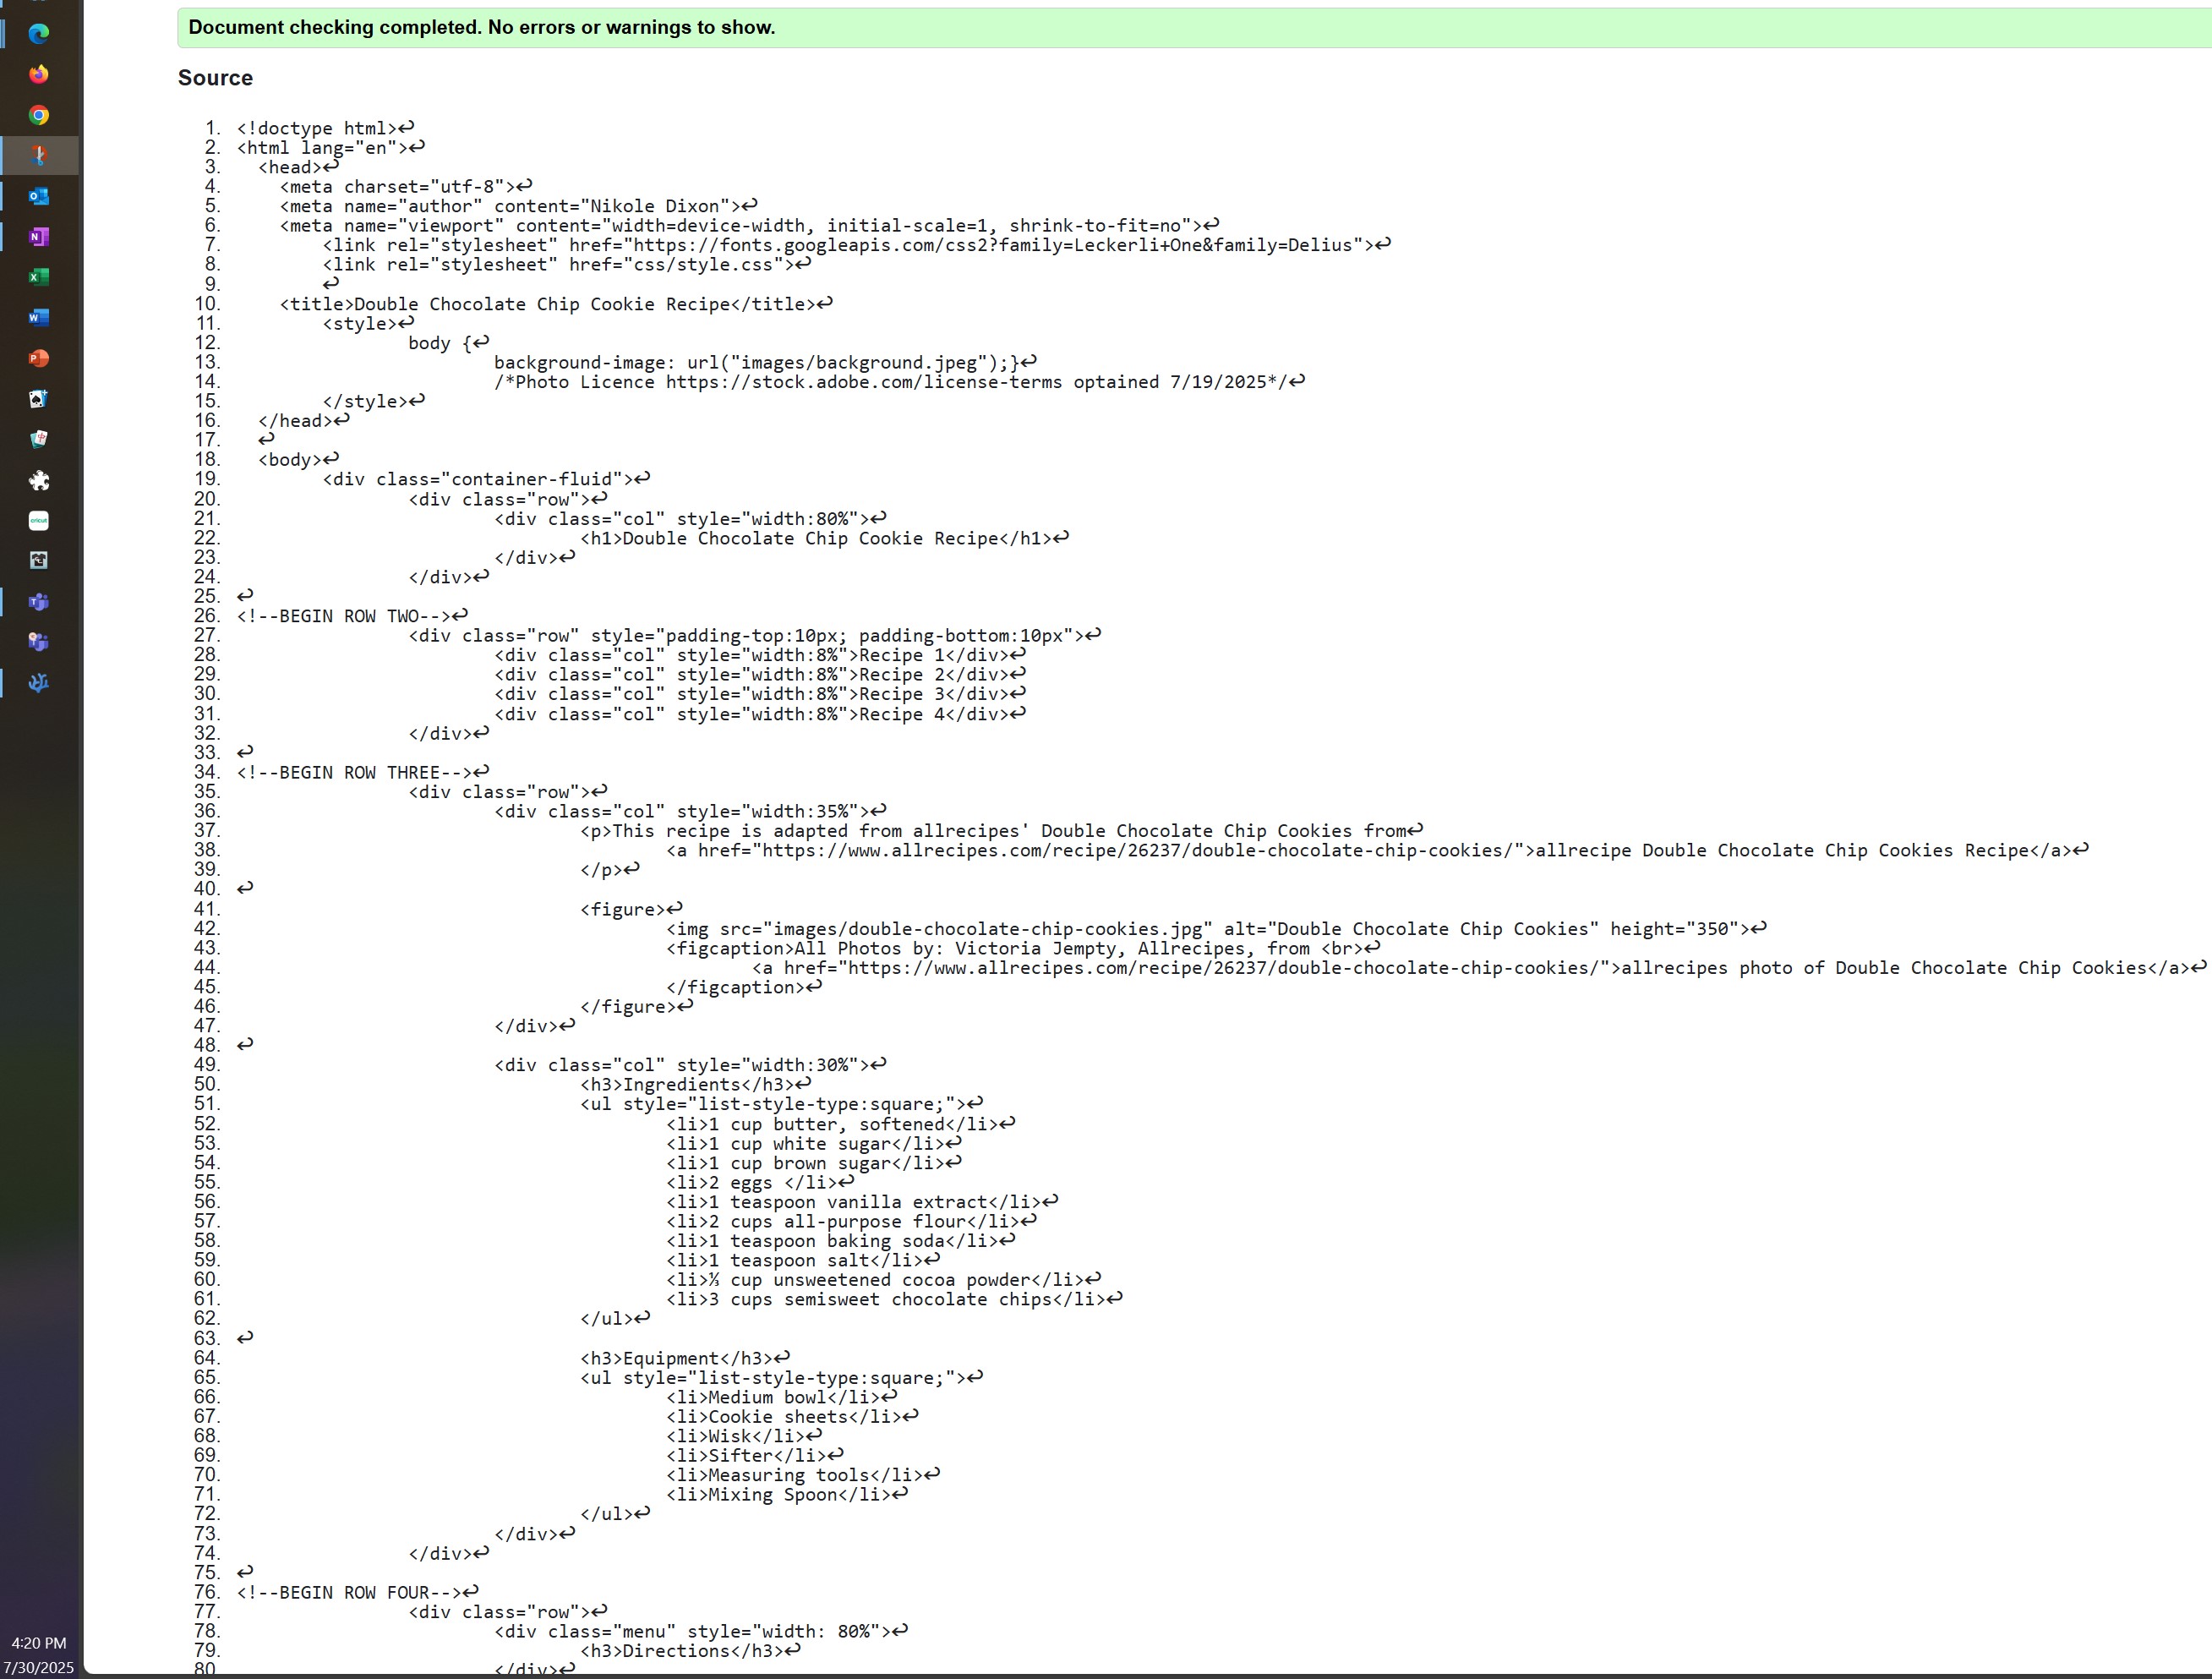 Document checking completed. No errors or warnings to show.
Source
1. <!doctype html>↩
2. <html lang="en">↩
3. <head>↩
4. <meta charset="utf-8">↩
5. <meta name="author" content="Nikole Dixon">↩
6. <meta name="viewport" content="width=device-width, initial-scale=1, shrink-to-fit=no">↩
7. <link rel="stylesheet" href="https://fonts.googleapis.com/css2?family=Leckerli+One&family=Delius">↩
8. <link rel="stylesheet" href="css/style.css">↩
9. ↩
10. <title>Double Chocolate Chip Cookie Recipe</title>↩
11. <style>↩
12. body {↩
13. background-image: url("images/background.jpeg");}↩
14. /*Photo Licence https://stock.adobe.com/license-terms optained 7/19/2025*/↩
15. </style>↩
16. </head>↩
17. ↩
18. <body>↩
19. <div class="container-fluid">↩
20. <div class="row">↩
21. <div class="col" style="width:80%">↩
22. <h1>Double Chocolate Chip Cookie Recipe</h1>↩
23. </div>↩
24. </div>↩
25. ↩
26. <!--BEGIN ROW TWO-->↩
27. <div class="row" style="padding-top:10px; padding-bottom:10px">↩
28. <div class="col" style="width:8%">Recipe 1</div>↩
29. <div class="col" style="width:8%">Recipe 2</div>↩
30. <div class="col" style="width:8%">Recipe 3</div>↩
31. <div class="col" style="width:8%">Recipe 4</div>↩
32. </div>↩
33. ↩
34. <!--BEGIN ROW THREE-->↩
35. <div class="row">↩
36. <div class="col" style="width:35%">↩
37. <p>This recipe is adapted from allrecipes' Double Chocolate Chip Cookies from↩
38. <a href="https://www.allrecipes.com/recipe/26237/double-chocolate-chip-cookies/">allrecipe Double Chocolate Chip Cookies Recipe</a>↩
39. </p>↩
40. ↩
41. <figure>↩
42. <img src="images/double-chocolate-chip-cookies.jpg" alt="Double Chocolate Chip Cookies" height="350">↩
43. <figcaption>All Photos by: Victoria Jempty, Allrecipes, from <br>↩
44. <a href="https://www.allrecipes.com/recipe/26237/double-chocolate-chip-cookies/">allrecipes photo of Double Chocolate Chip Cookies</a>↩
45. </figcaption>↩
46. </figure>↩
47. </div>↩
48. ↩
49. <div class="col" style="width:30%">↩
50. <h3>Ingredients</h3>↩
51. <ul style="list-style-type:square;">↩
52. <li>1 cup butter, softened</li>↩
53. <li>1 cup white sugar</li>↩
54. <li>1 cup brown sugar</li>↩
55. <li>2 eggs </li>↩
56. <li>1 teaspoon vanilla extract</li>↩
57. <li>2 cups all-purpose flour</li>↩
58. <li>1 teaspoon baking soda</li>↩
59. <li>1 teaspoon salt</li>↩
60. <li>⅓ cup unsweetened cocoa powder</li>↩
61. <li>3 cups semisweet chocolate chips</li>↩
62. </ul>↩
63. ↩
64. <h3>Equipment</h3>↩
65. <ul style="list-style-type:square;">↩
66. <li>Medium bowl</li>↩
67. <li>Cookie sheets</li>↩
68. <li>Wisk</li>↩
69. <li>Sifter</li>↩
70. <li>Measuring tools</li>↩
71. <li>Mixing Spoon</li>↩
72. </ul>↩
73. </div>↩
74. </div>↩
75. ↩
76. <!--BEGIN ROW FOUR-->↩
77. <div class="row">↩
78. <div class="menu" style="width: 80%">↩
79. <h3>Directions</h3>↩
80. </div>↩
cricut
4:20 PM
7/30/2025